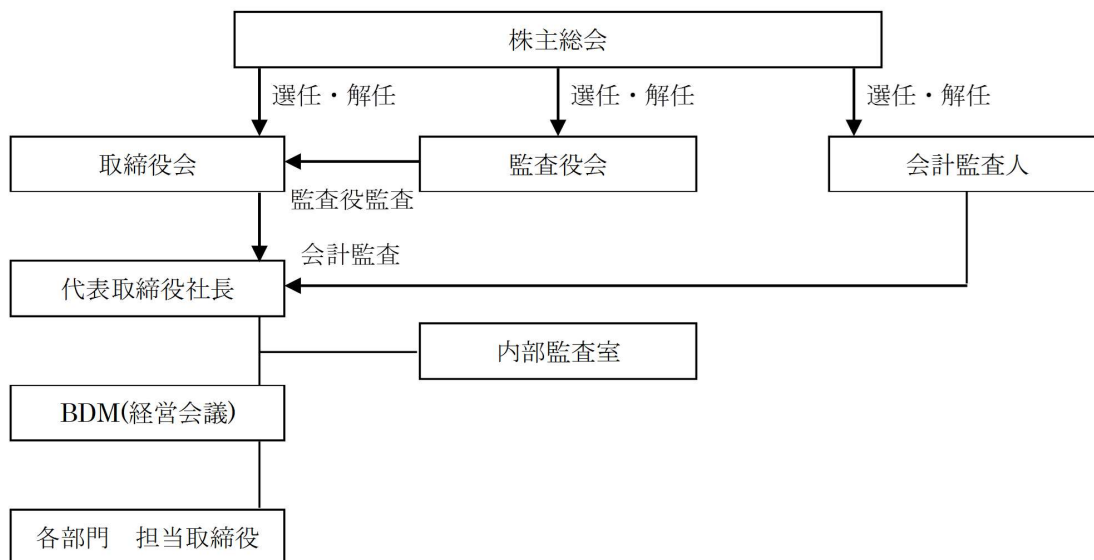 株主総会
選任・解任
選任・解任
選任・解任
取締役会
監査役会
会計監査人
監査役監査
会計監査
代表取締役社長
内部監査室
BDM(経営会議)
各部門　担当取締役